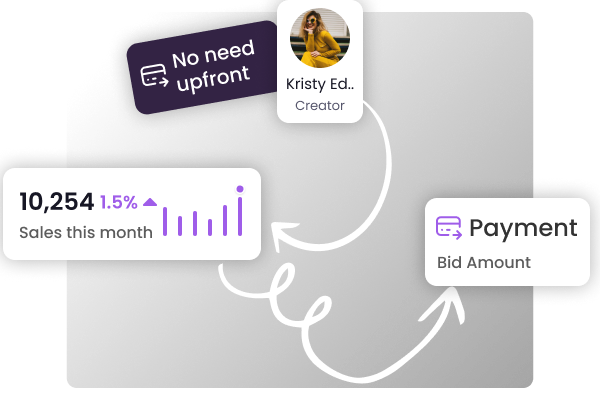 No need
upfront
Kristy Ed..
Creator
10,254 1.5%
Sales this month
Payment
Bid Amount